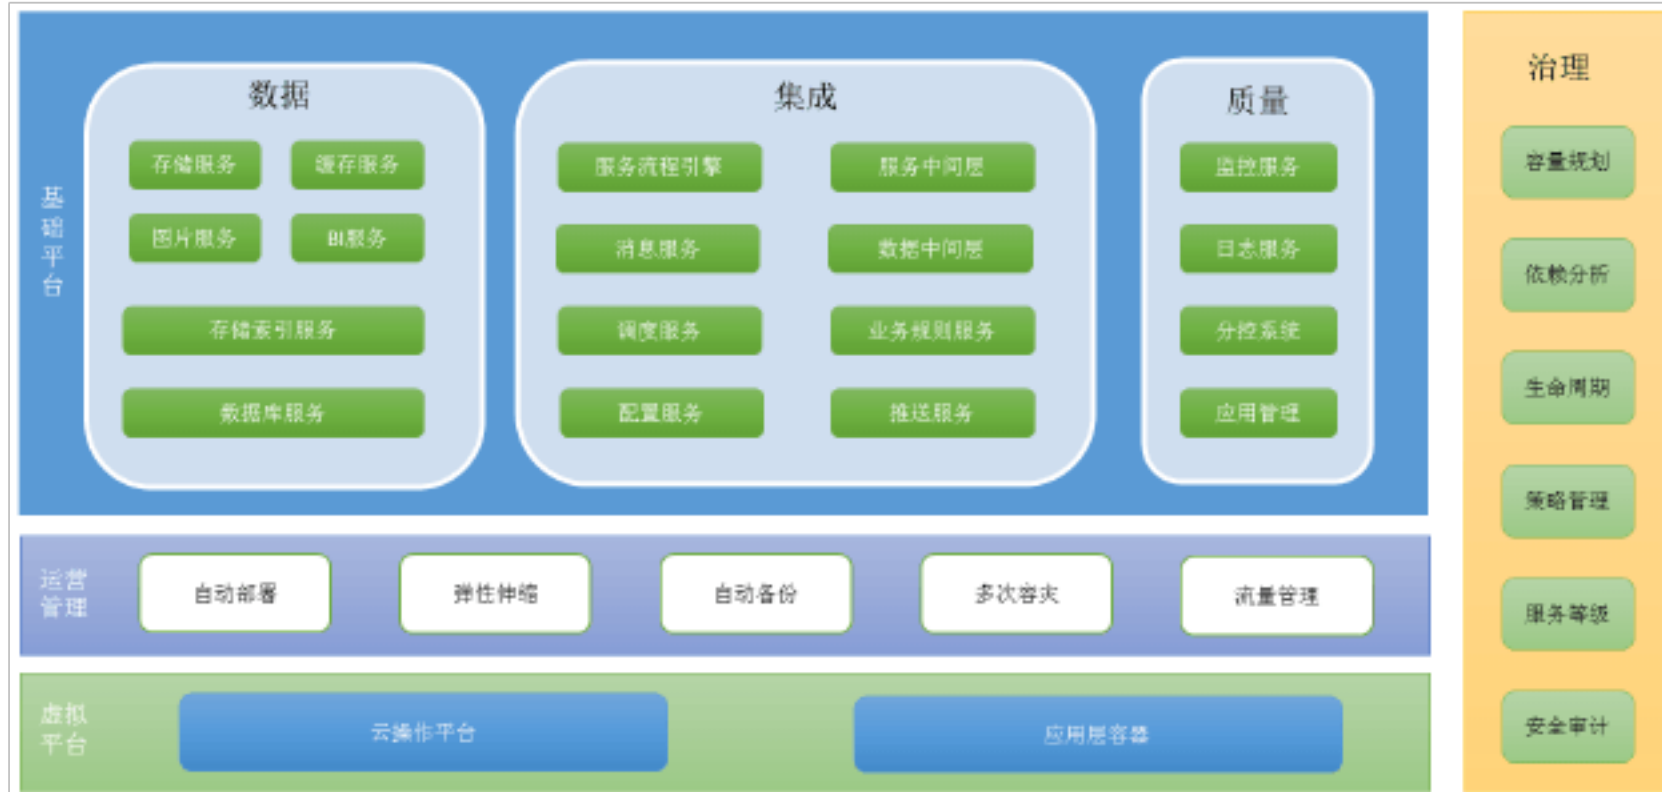 基础平台
数据
存储服务
缓存服务
图片服务
BI服务
存储索引服务
数据库服务
集成
服务流程引擎
服务中间层
消息服务
数据中间层
调度服务
业务规则服务
配置服务
推送服务
质量
监控服务
日志服务
分控系统
应用管理
运营
管理
自动部署
弹性伸缩
自动备份
多次容灾
流量管理
虚拟
平台
云操作平台
应用层容器
治理
容量规划
依赖分析
生命周期
策略管理
服务等级
安全审计